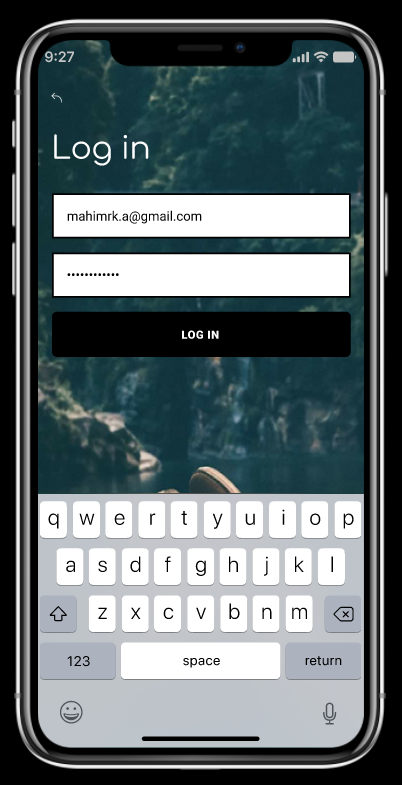 9:27
Log in
mahimrk.a@gmail.com
••••••••••••
LOG IN
q w e r t y u i o p
a s d f g h j k l
z x c v b n m
123 space return